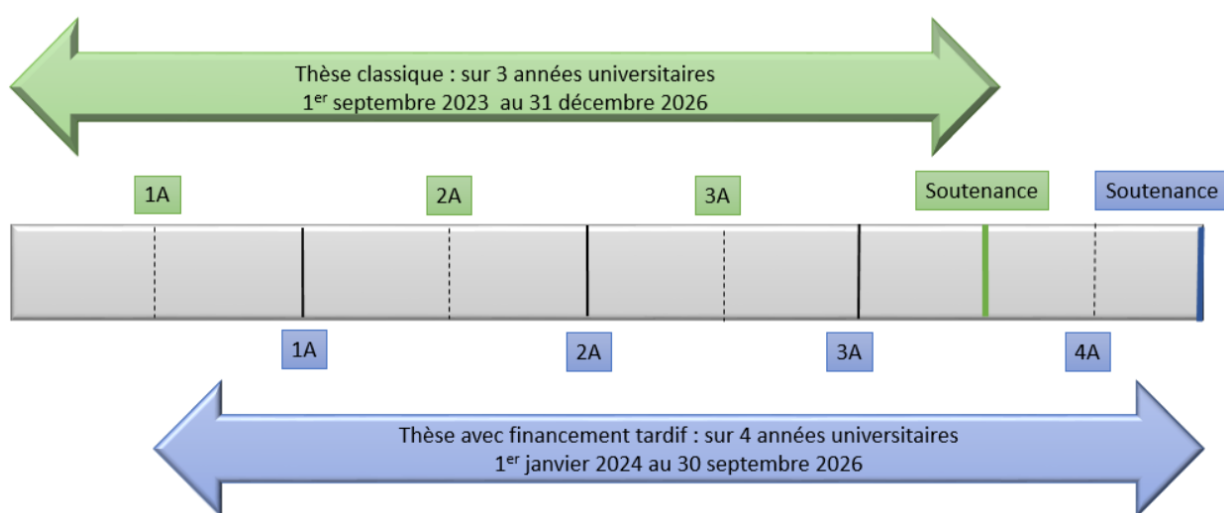 Thèse classique : sur 3 années universitaires
1er septembre 2023 au 31 décembre 2026
1A
2A
3A
Soutenance
Soutenance
1A
2A
3A
4A
Thèse avec financement tardif : sur 4 années universitaires
1er janvier 2024 au 30 septembre 2026